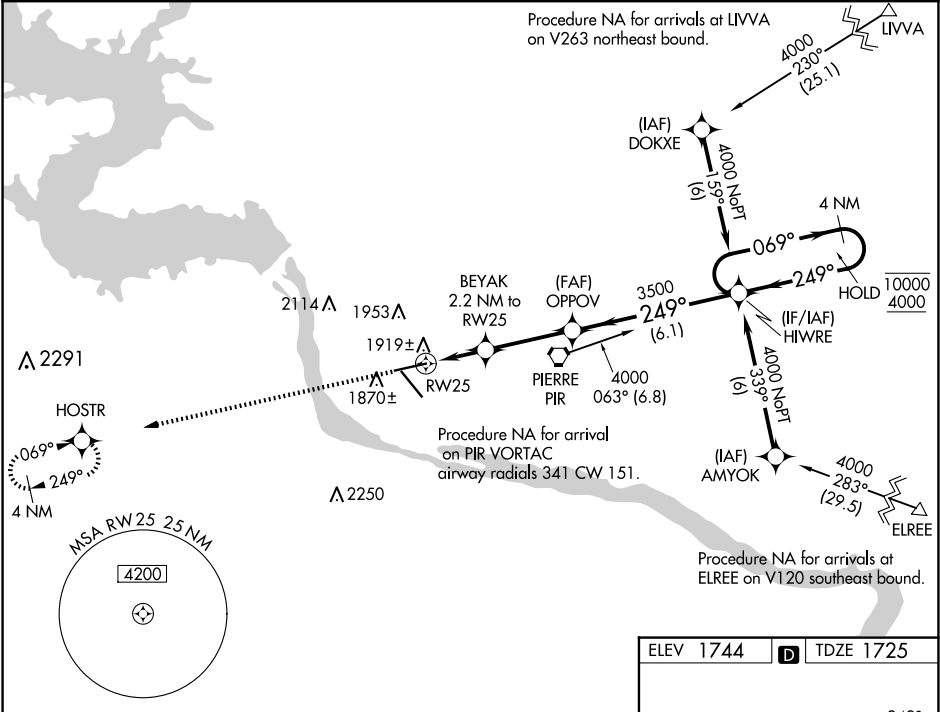 Procedure NA for arrivals at LIVVA
on V263 northeast bound.
LIVVA
4000
230°
(25.1)
(IAF)
DOKXE
4000 NoPT
159°
(6)
4 NM
069°
249°
HOLD
10000
4000
BEYAK
2.2 NM to
RW25
(FAF)
OPPOV
3500
249°
(6.1)
(IF/IAF)
HIWRE
2114
1953
1919±
2291
1870±
RW25
PIERRE
PIR
4000
063° (6.8)
4000 NoPT
339°
(6)
HOSTR
069°
249°
4 NM
Procedure NA for arrival
on PIR VORTAC
airway radials 341 CW 151.
(IAF)
AMYOK
4000
283°
(29.5)
ELREE
2250
MSA RW25 25 NM
4200
Procedure NA for arrivals at
ELREE on V120 southeast bound.
ELEV 1744 D TDZE 1725